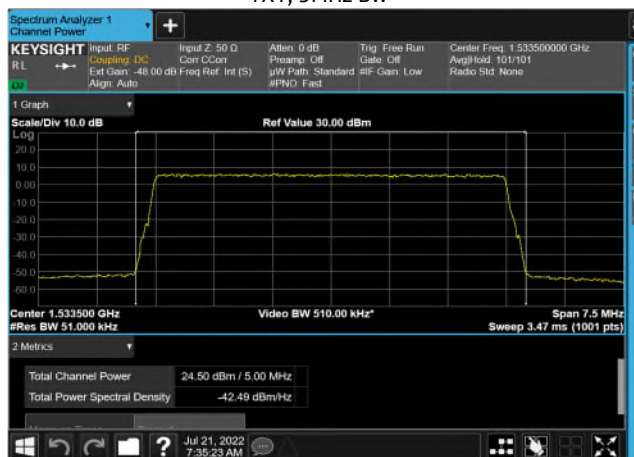 TX1, 5MHz BW
Spectrum Analyzer 1
Channel Power
KEYSIGHT
RL
LXI
Input: RF
Coupling: DC
Ext Gain: -48.00 dB
Align: Auto
Input Z: 50 Ω
Corr CCorr
Freq Ref: Int (S)
Atten: 0 dB
Preamp: Off
µW Path: Standard
#PNO: Fast
Trig: Free Run
Gate: Off
#IF Gain: Low
Center Freq: 1.533500000 GHz
Avg|Hold: 101/101
Radio Std: None
1 Graph
Scale/Div 10.0 dB
Ref Value 30.00 dBm
Log
20.0
10.0
0.00
-10.0
-20.0
-30.0
-40.0
-50.0
-60.0
Center 1.533500 GHz
Video BW 510.00 kHz*
Span 7.5 MHz
#Res BW 51.000 kHz
Sweep 3.47 ms (1001 pts)
2 Metrics
Total Channel Power 24.50 dBm / 5.00 MHz
Total Power Spectral Density -42.49 dBm/Hz
?
Jul 21, 2022
7:35:23 AM